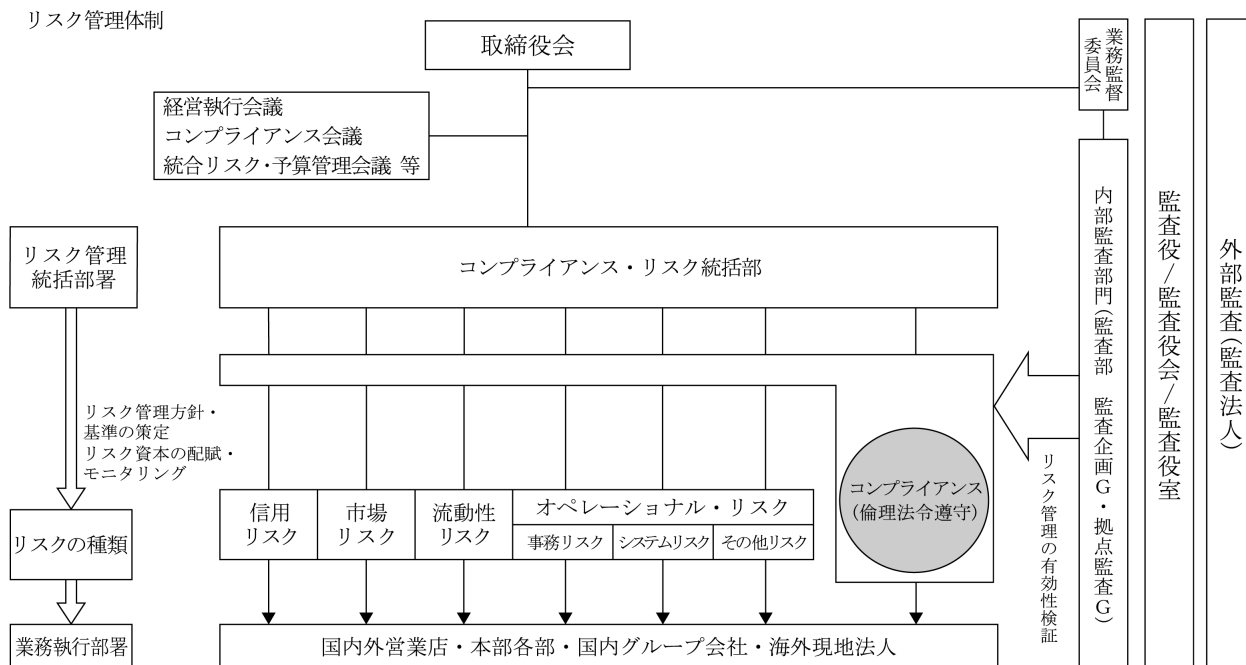 リスク管理体制
取締役会
業務監督
委員会
経営執行会議
コンプライアンス会議
統合リスク・予算管理会議 等
リスク管理
統括部署
コンプライアンス・リスク統括部
内部監査部門(監査部 監査企画G・拠点監査G)
監査役/監査役会/監査役室
外部監査(監査法人)
リスク管理方針・
基準の策定
リスク資本の配賦・
モニタリング
リスク管理の有効性検証
リスクの種類
信用
リスク
市場
リスク
流動性
リスク
オペレーショナル・リスク
事務リスク
システムリスク
その他リスク
コンプライアンス
(倫理法令遵守)
業務執行部署
国内外営業店・本部各部・国内グループ会社・海外現地法人